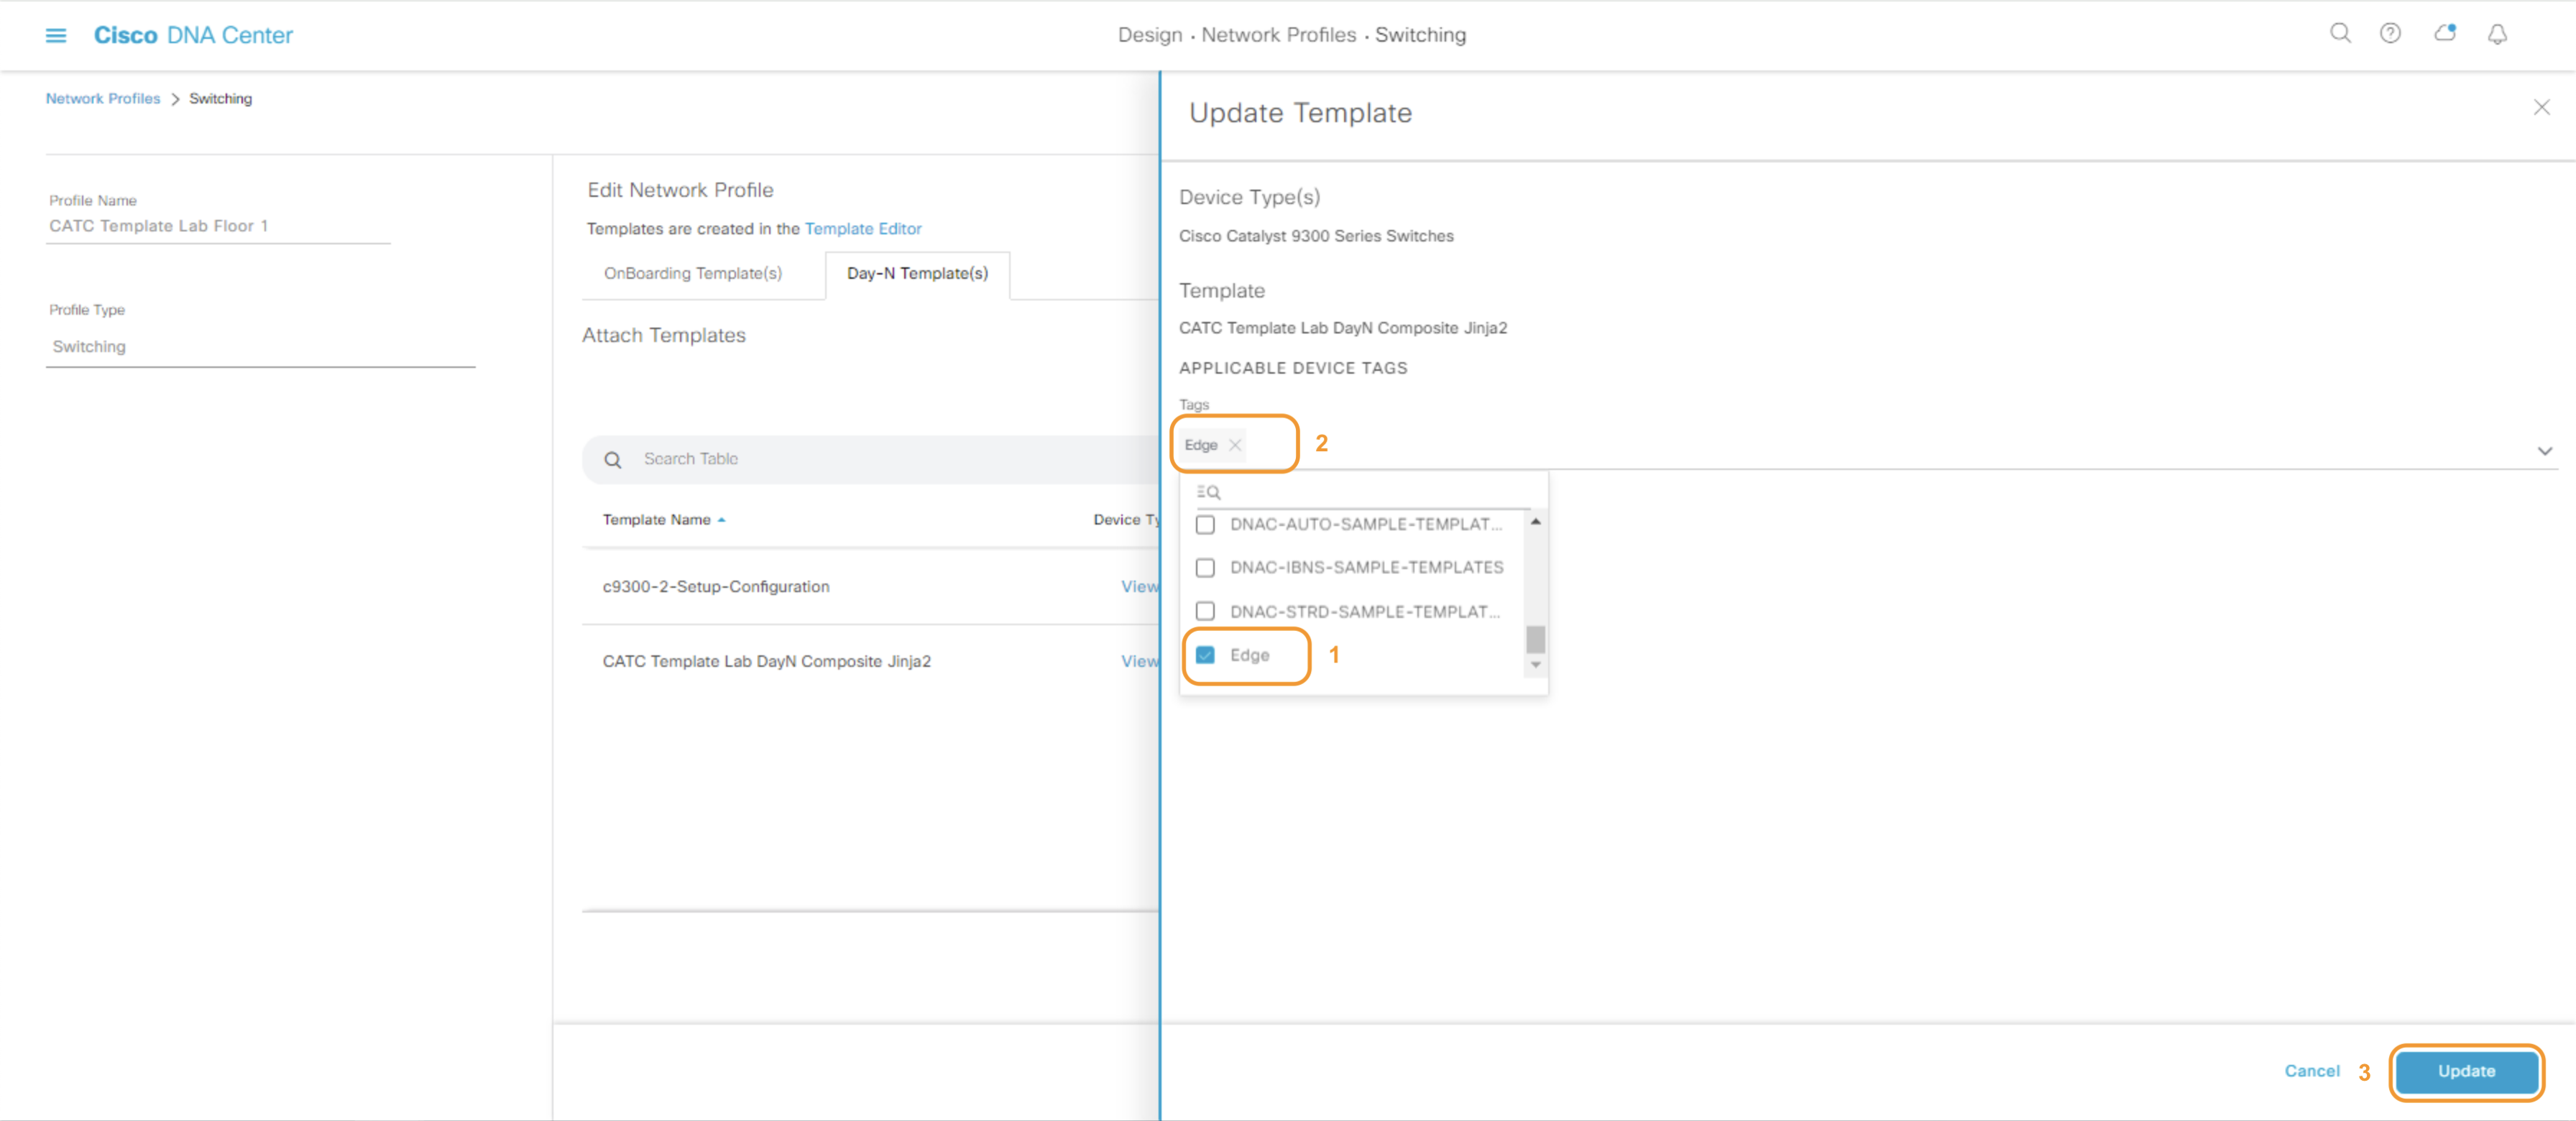 Cisco DNA Center
Design · Network Profiles · Switching
Network Profiles > Switching
Profile Name
CATC Template Lab Floor 1
Profile Type
Switching
Edit Network Profile
Templates are created in the Template Editor
OnBoarding Template(s)
Day-N Template(s)
Attach Templates
Search Table
Template Name
Device Ty
c9300-2-Setup-Configuration
View
CATC Template Lab DayN Composite Jinja2
View
Update Template
Device Type(s)
Cisco Catalyst 9300 Series Switches
Template
CATC Template Lab DayN Composite Jinja2
APPLICABLE DEVICE TAGS
Tags
Edge
2
DNAC-AUTO-SAMPLE-TEMPLAT...
DNAC-IBNS-SAMPLE-TEMPLATES
DNAC-STRD-SAMPLE-TEMPLAT...
Edge
1
Cancel
3
Update